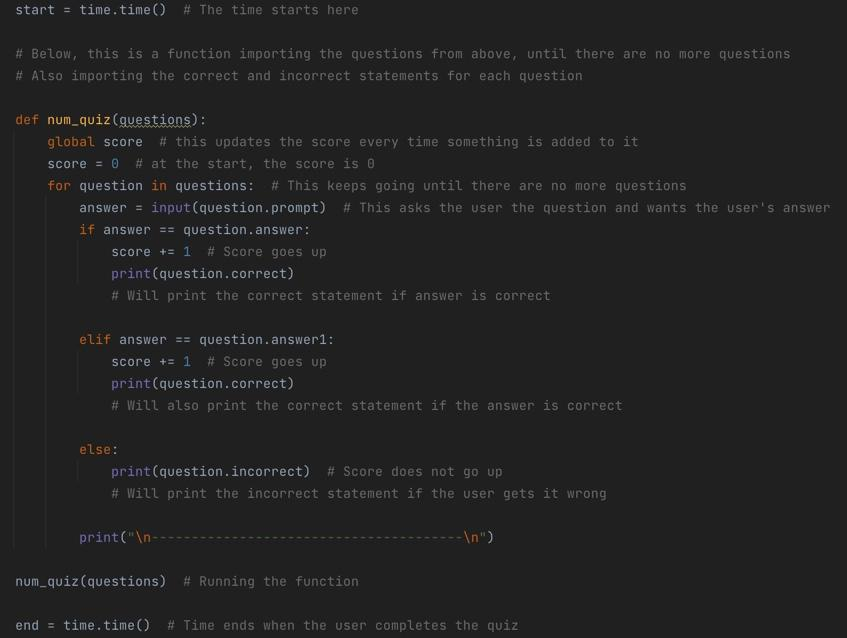 start = time.time()  # The time starts here

# Below, this is a function importing the questions from above, until there are no more questions
# Also importing the correct and incorrect statements for each question

def num_quiz(questions):
    global score  # this updates the score every time something is added to it
    score = 0  # at the start, the score is 0
    for question in questions:  # This keeps going until there are no more questions
        answer = input(question.prompt)  # This asks the user the question and wants the user's answer
        if answer == question.answer:
            score += 1  # Score goes up
            print(question.correct)
            # Will print the correct statement if answer is correct

        elif answer == question.answer1:
            score += 1  # Score goes up
            print(question.correct)
            # Will also print the correct statement if the answer is correct

        else:
            print(question.incorrect)  # Score does not go up
            # Will print the incorrect statement if the user gets it wrong

        print("\n---------------------------------------\n")

num_quiz(questions)  # Running the function

end = time.time()  # Time ends when the user completes the quiz